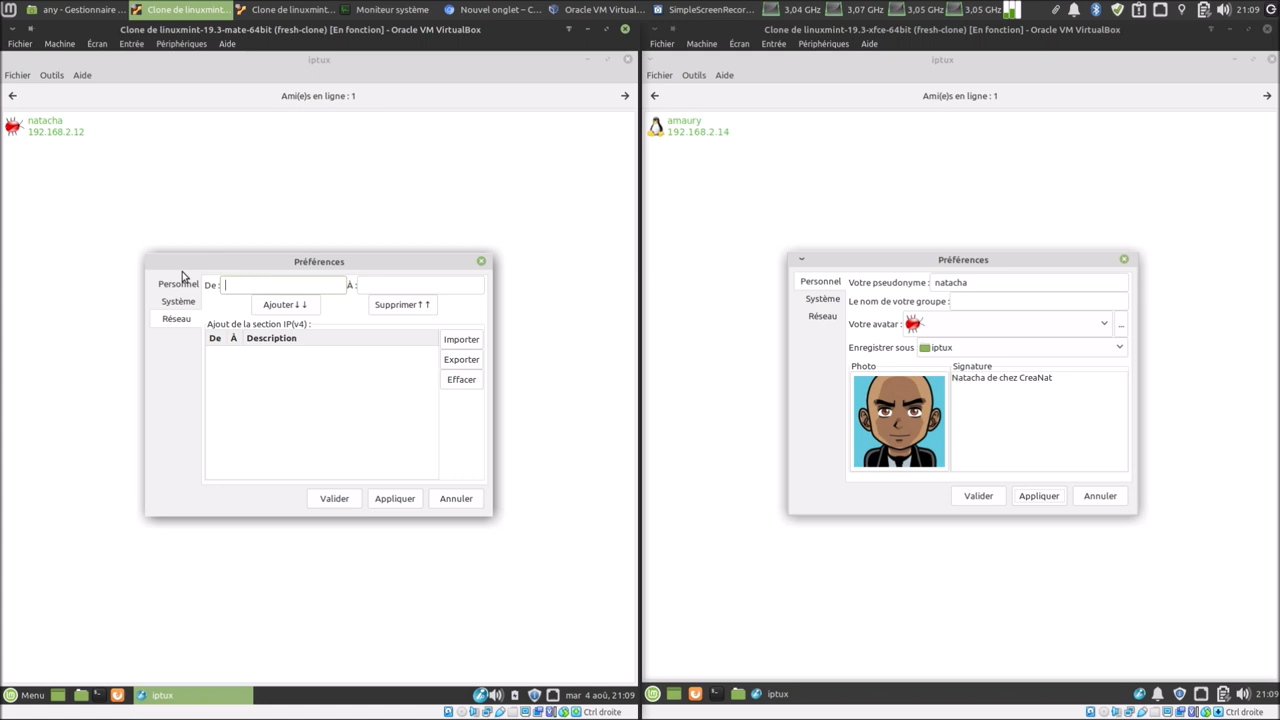 any - Gestionnaire ...
Clone de linuxmint...
Clone de linuxmint...
Moniteur système
Nouvel onglet – C...
Oracle VM Virtual...
SimpleScreenRecor...
3,04 GHz
3,07 GHz
3,05 GHz
3,05 GHz
21:09
Clone de linuxmint-19.3-mate-64bit (fresh-clone) [En fonction] - Oracle VM VirtualBox
Fichier Machine Écran Entrée Périphériques Aide
iptux
Fichier Outils Aide
Ami(e)s en ligne : 1
natacha
192.168.2.12
Préférences
Personnel
Système
Réseau
De :
À :
Ajouter↓↓
Supprimer↑↑
Ajout de la section IP(v4) :
De À Description
Importer
Exporter
Effacer
Valider Appliquer Annuler
Menu
iptux
mar 4 aoû, 21:09
Ctrl droite
Clone de linuxmint-19.3-xfce-64bit (fresh-clone) [En fonction] - Oracle VM VirtualBox
Fichier Machine Écran Entrée Périphériques Aide
iptux
Fichier Outils Aide
Ami(e)s en ligne : 1
amaury
192.168.2.14
Préférences
Personnel
Système
Réseau
Votre pseudonyme : natacha
Le nom de votre groupe :
Votre avatar :
...
Enregistrer sous iptux
Photo
Signature
Natacha de chez CreaNat
Valider Appliquer Annuler
iptux
21:09
Ctrl droite